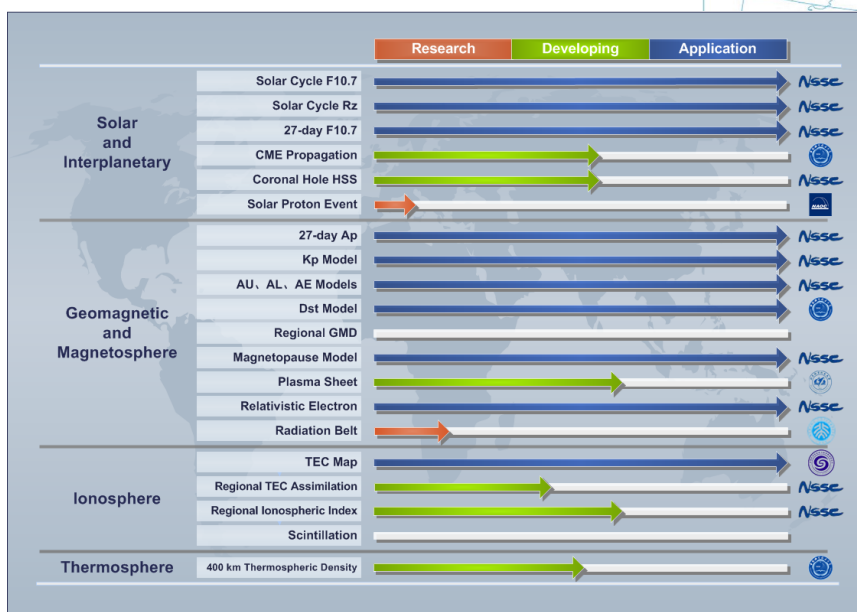 Research Developing Application
Solar
and
Interplanetary
Solar Cycle F10.7 Nssc
Solar Cycle Rz Nssc
27-day F10.7 Nssc
CME Propagation
Coronal Hole HSS Nssc
Solar Proton Event NAOC
Geomagnetic
and
Magnetosphere
27-day Ap Nssc
Kp Model Nssc
AU、AL、AE Models Nssc
Dst Model
Regional GMD
Magnetopause Model Nssc
Plasma Sheet
Relativistic Electron Nssc
Radiation Belt
Ionosphere
TEC Map
Regional TEC Assimilation Nssc
Regional Ionospheric Index Nssc
Scintillation
Thermosphere
400 km Thermospheric Density